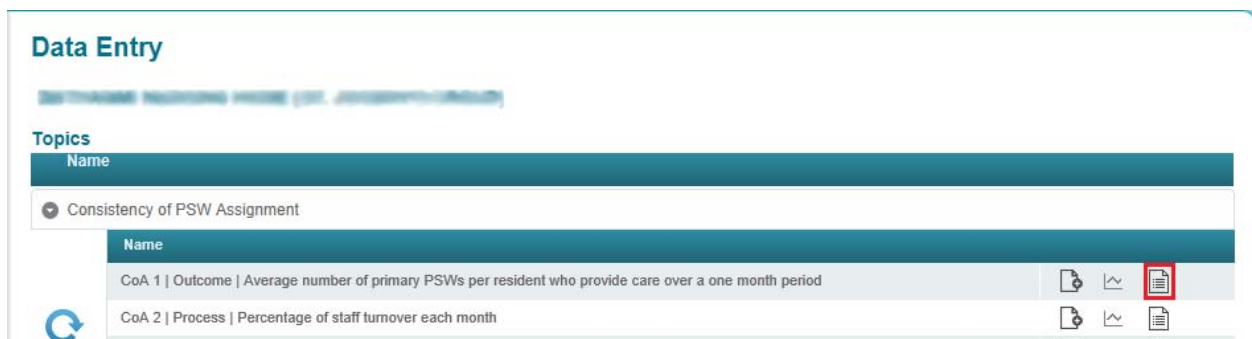 Data Entry
Topics
Name
Consistency of PSW Assignment
Name
CoA 1 | Outcome | Average number of primary PSWs per resident who provide care over a one month period
CoA 2 | Process | Percentage of staff turnover each month